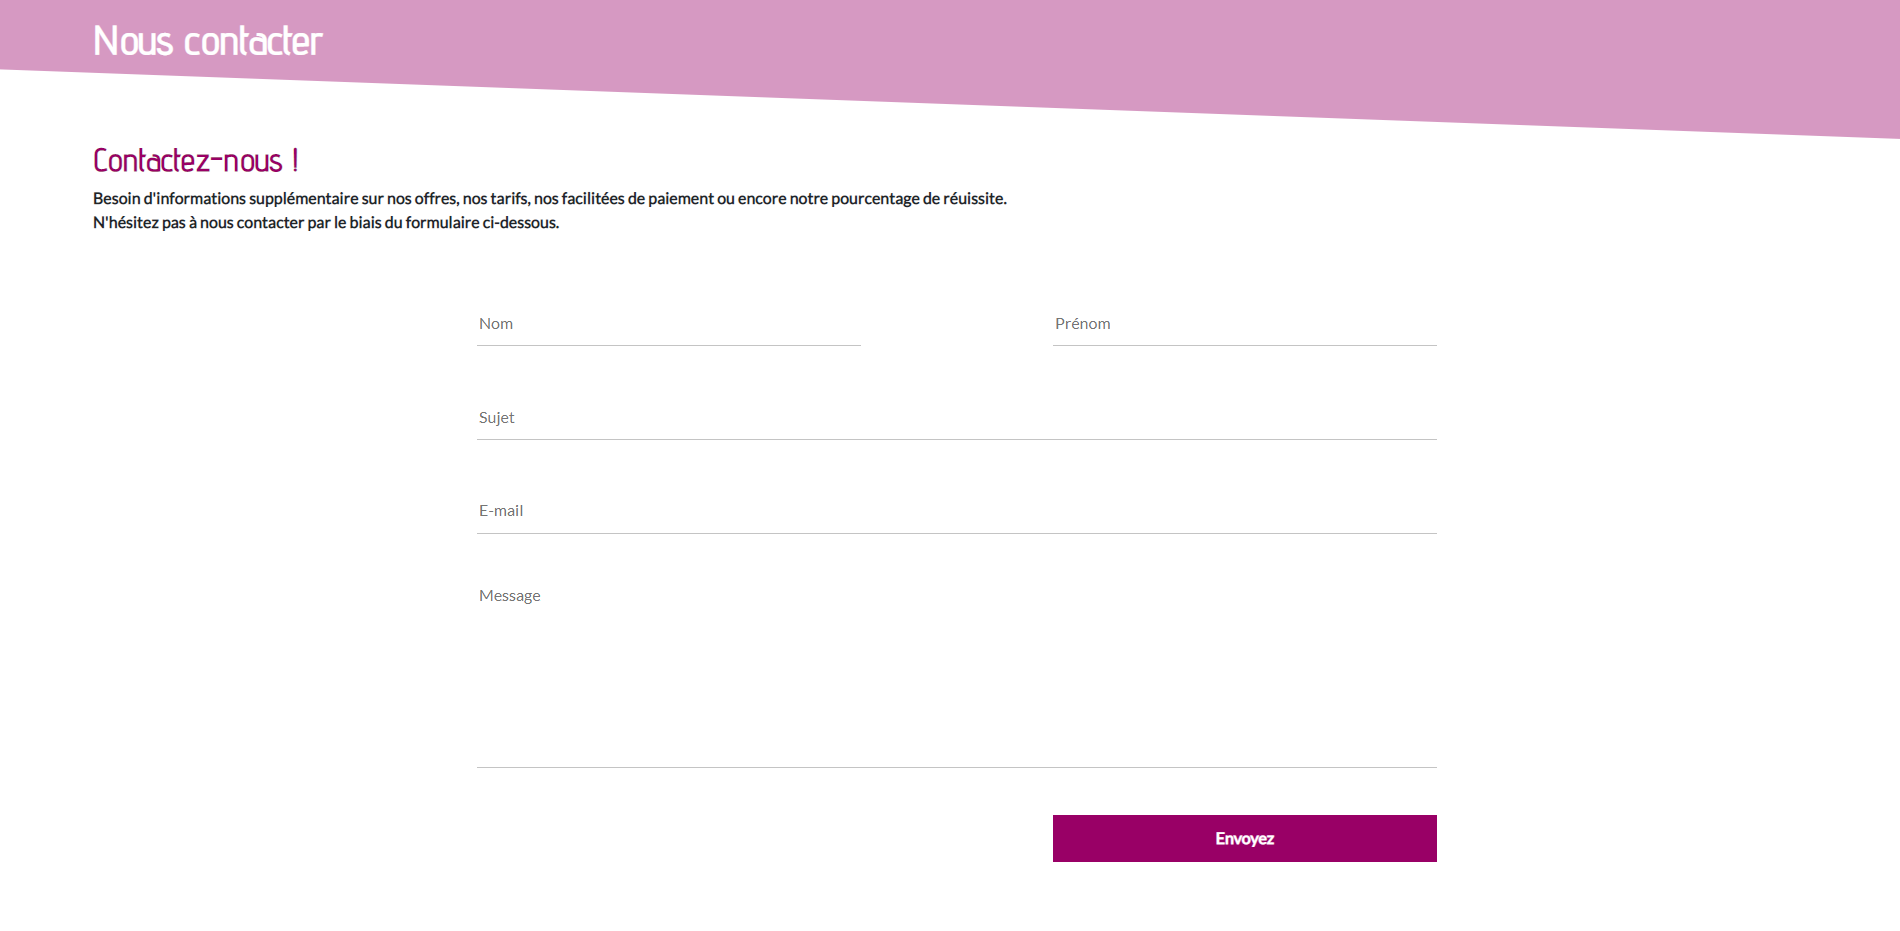 Nous contacter
Contactez-nous !
Besoin d'informations supplémentaire sur nos offres, nos tarifs, nos facilitées de paiement ou encore notre pourcentage de réuissite.
N'hésitez pas à nous contacter par le biais du formulaire ci-dessous.
Nom
Prénom
Sujet
E-mail
Message
Envoyez